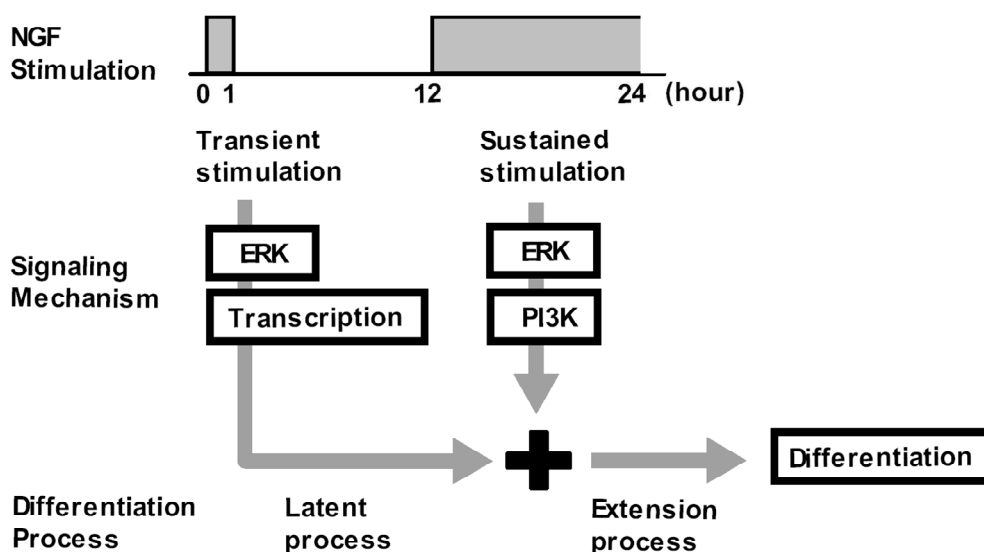 NGF
Stimulation
0 1 12 24 (hour)
Transient
stimulation
Sustained
stimulation
Signaling
Mechanism
ERK
Transcription
ERK
PI3K
Differentiation
Differentiation
Process
Latent
process
Extension
process